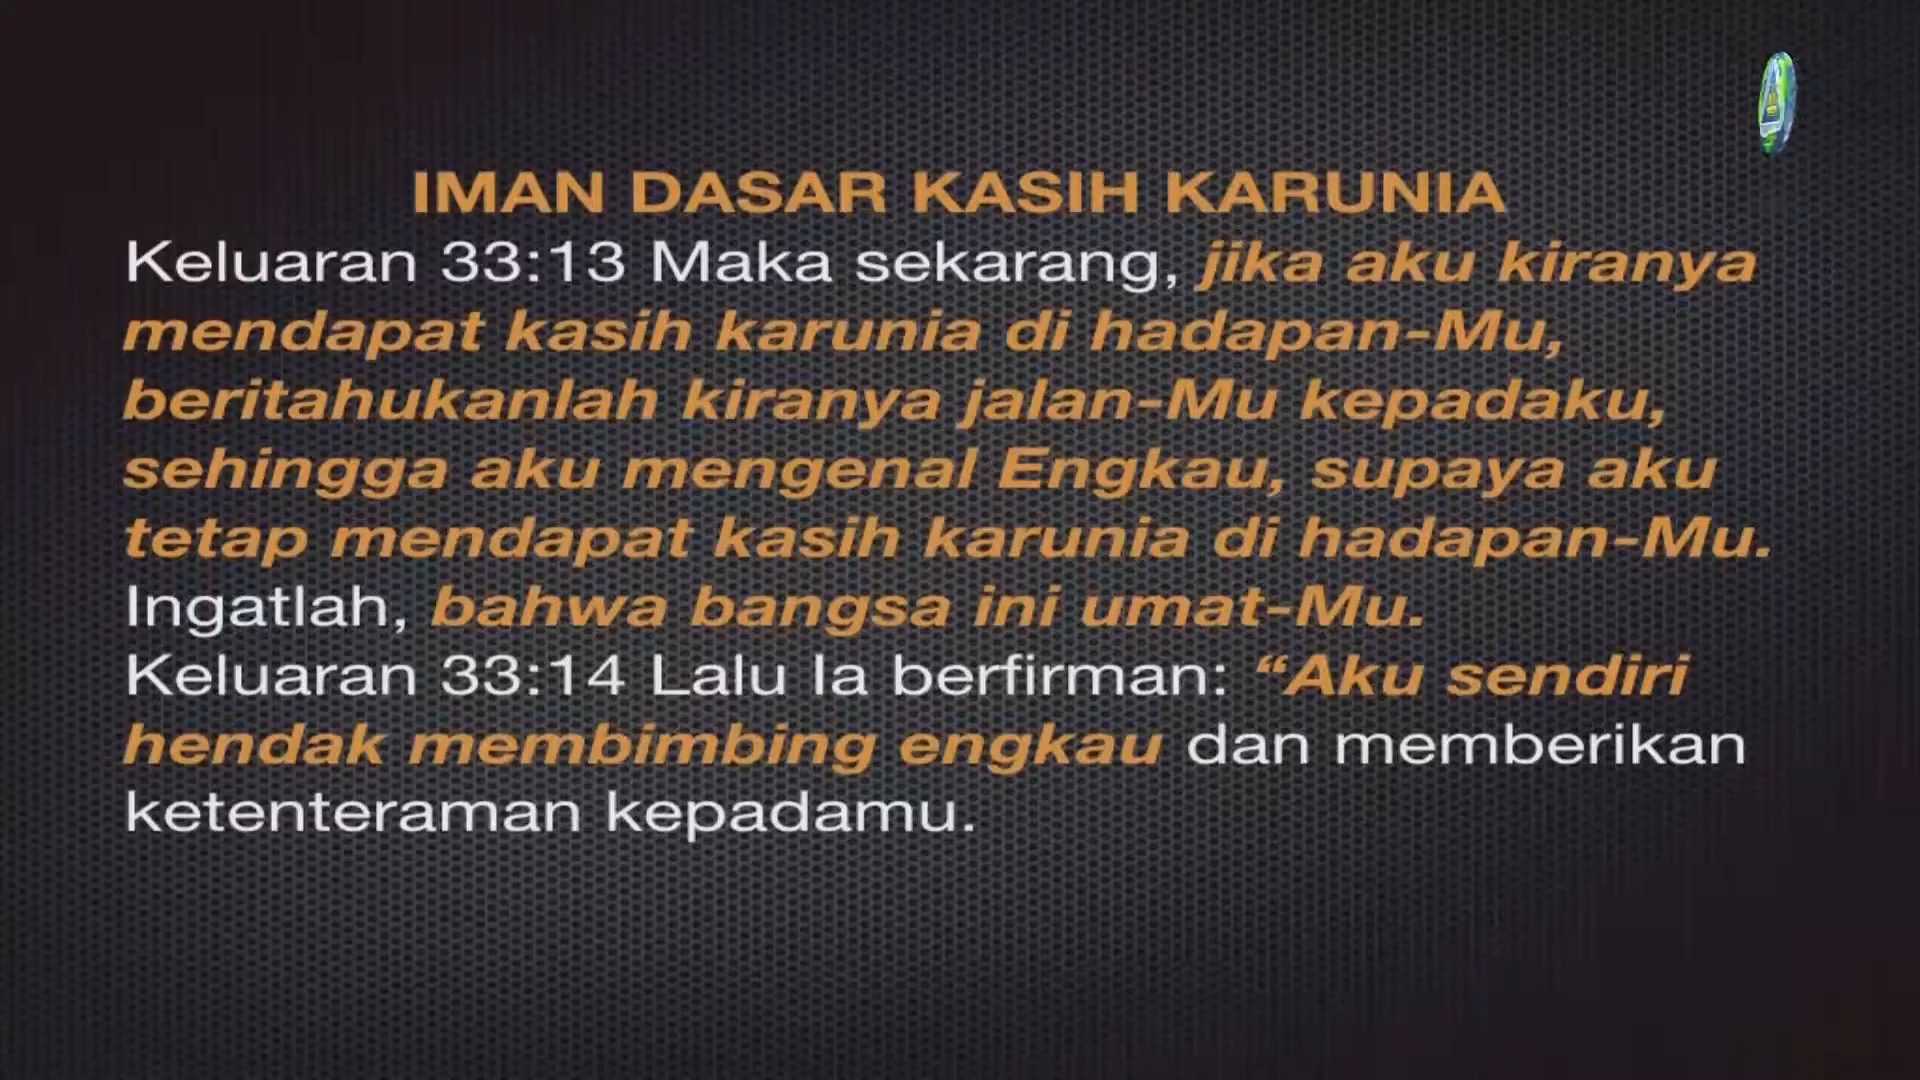 IMAN DASAR KASIH KARUNIA
Keluaran 33:13 Maka sekarang, jika aku kiranya
mendapat kasih karunia di hadapan-Mu,
beritahukanlah kiranya jalan-Mu kepadaku,
sehingga aku mengenal Engkau, supaya aku
tetap mendapat kasih karunia di hadapan-Mu.
Ingatlah, bahwa bangsa ini umat-Mu.
Keluaran 33:14 Lalu Ia berfirman: “Aku sendiri
hendak membimbing engkau dan memberikan
ketenteraman kepadamu.